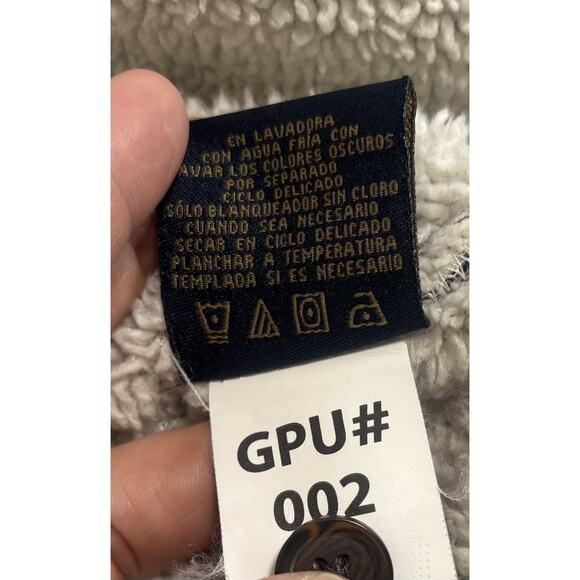 EN LAVADORA
CON AGUA FRÍA CON
AVAR LOS COLORES OSCUROS
POR SEPARADO
CICLO DELICADO
SÓLO BLANQUEADOR SIN CLORO
CUANDO SEA NECESARIO
SECAR EN CICLO DELICADO
PLANCHAR A TEMPERATURA
TEMPLADA SI ES NECESARIO
GPU#
002